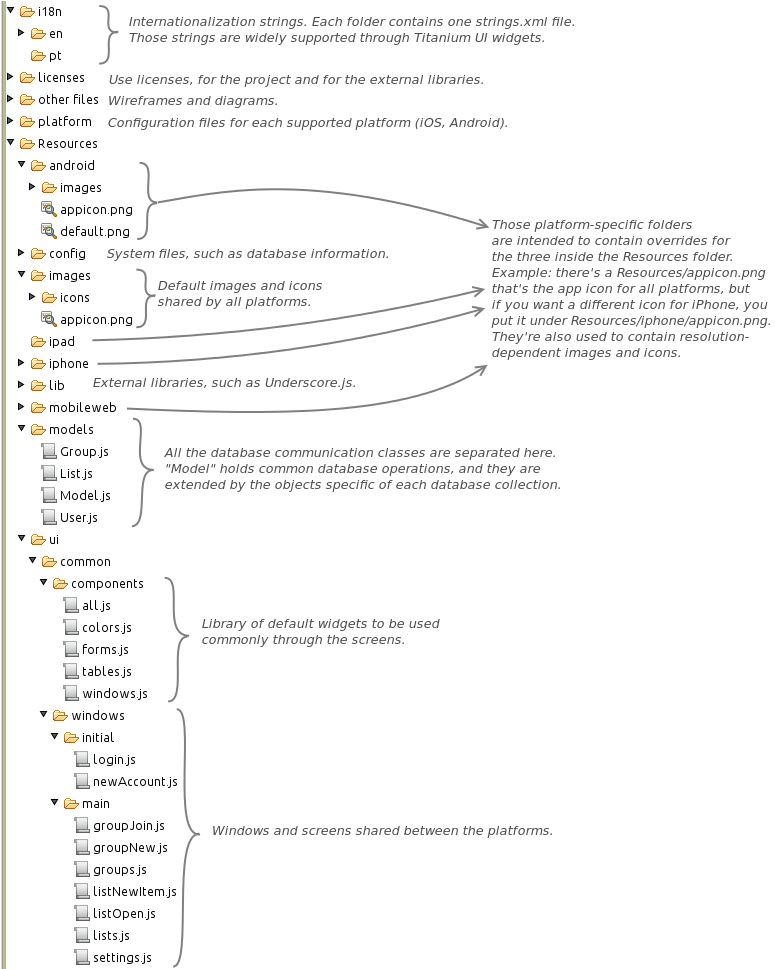 i18n
Internationalization strings. Each folder contains one strings.xml file.
en
Those strings are widely supported through Titanium UI widgets.
pt
licenses
Use licenses, for the project and for the external libraries.
other files
Wireframes and diagrams.
platform
Configuration files for each supported platform (iOS, Android).
Resources
android
images
appicon.png
default.png
Those platform-specific folders
are intended to contain overrides for
the three inside the Resources folder.
Example: there's a Resources/appicon.png
that's the app icon for all platforms, but
if you want a different icon for iPhone, you
put it under Resources/iphone/appicon.png.
They're also used to contain resolution-
dependent images and icons.
config
System files, such as database information.
images
Default images and icons
shared by all platforms.
icons
appicon.png
ipad
iphone
lib
External libraries, such as Underscore.js.
mobileweb
models
Group.js
List.js
Model.js
User.js
All the database communication classes are separated here.
"Model" holds common database operations, and they are
extended by the objects specific of each database collection.
ui
common
components
all.js
colors.js
forms.js
tables.js
windows.js
Library of default widgets to be used
commonly through the screens.
windows
initial
login.js
newAccount.js
main
groupJoin.js
groupNew.js
groups.js
listNewItem.js
listOpen.js
lists.js
settings.js
Windows and screens shared between the platforms.